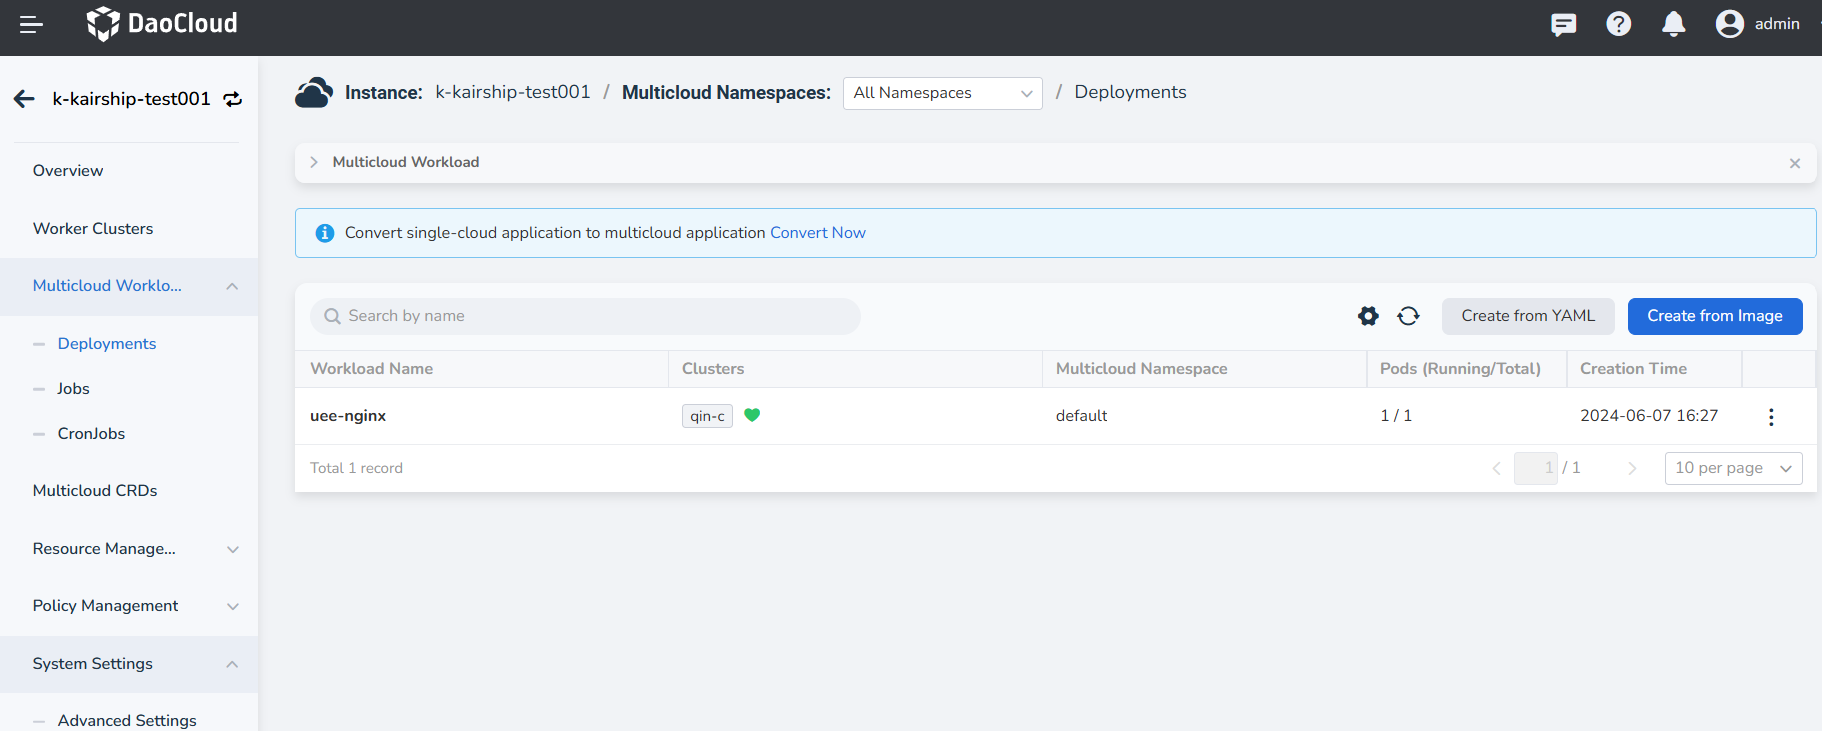 DaoCloud
admin
k-kairship-test001
Overview
Worker Clusters
Multicloud Worklo...
Deployments
Jobs
CronJobs
Multicloud CRDs
Resource Manage...
Policy Management
System Settings
Advanced Settings
Instance: k-kairship-test001 / Multicloud Namespaces: All Namespaces / Deployments
Multicloud Workload
Convert single-cloud application to multicloud application Convert Now
Search by name
Create from YAML
Create from Image
Workload Name Clusters Multicloud Namespace Pods (Running/Total) Creation Time
uee-nginx qin-c default 1 / 1 2024-06-07 16:27
Total 1 record
1 / 1
10 per page